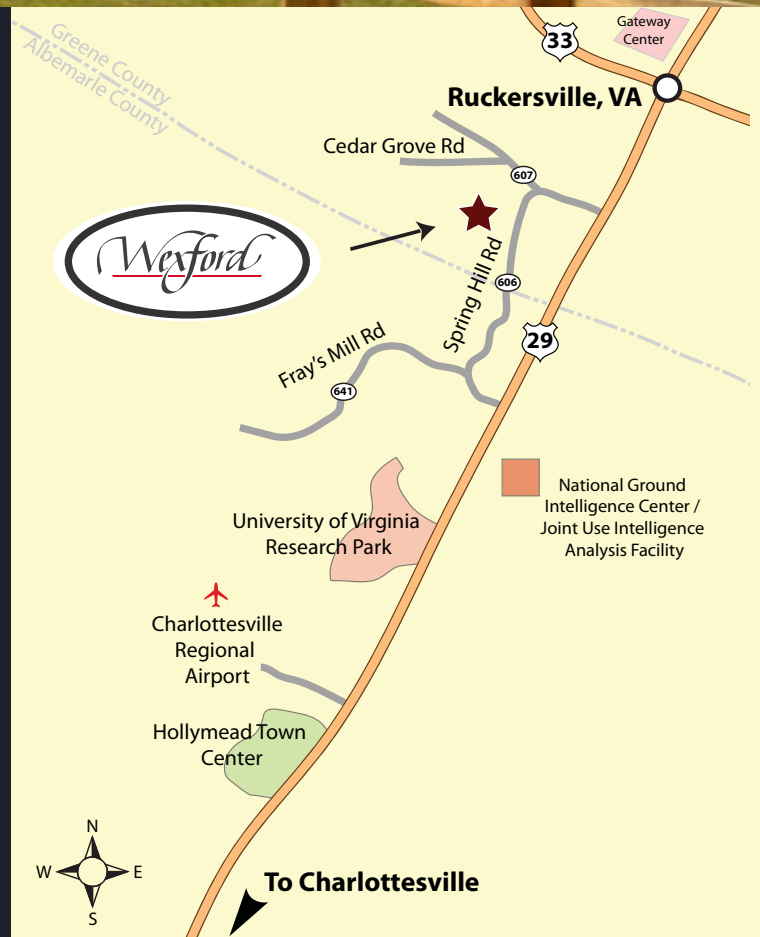 Gateway
Center
33
Greene County
Albemarle County
Ruckersville, VA
Cedar Grove Rd
607
Wexford
Spring Hill Rd
606
29
Fray's Mill Rd
641
National Ground
Intelligence Center /
Joint Use Intelligence
Analysis Facility
University of Virginia
Research Park
Charlottesville
Regional
Airport
Hollymead Town
Center
N
W
E
S
To Charlottesville